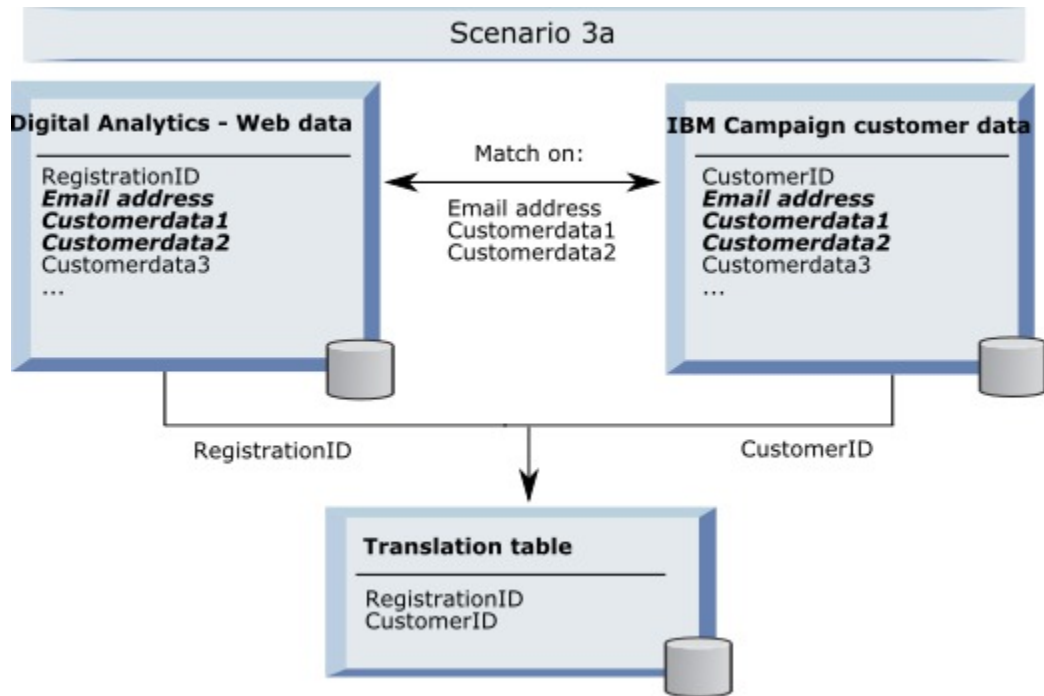 Scenario 3a
Digital Analytics - Web data
RegistrationID
Email address
Customerdata1
Customerdata2
Customerdata3
...
Match on:
Email address
Customerdata1
Customerdata2
IBM Campaign customer data
CustomerID
Email address
Customerdata1
Customerdata2
Customerdata3
...
RegistrationID
CustomerID
Translation table
RegistrationID
CustomerID